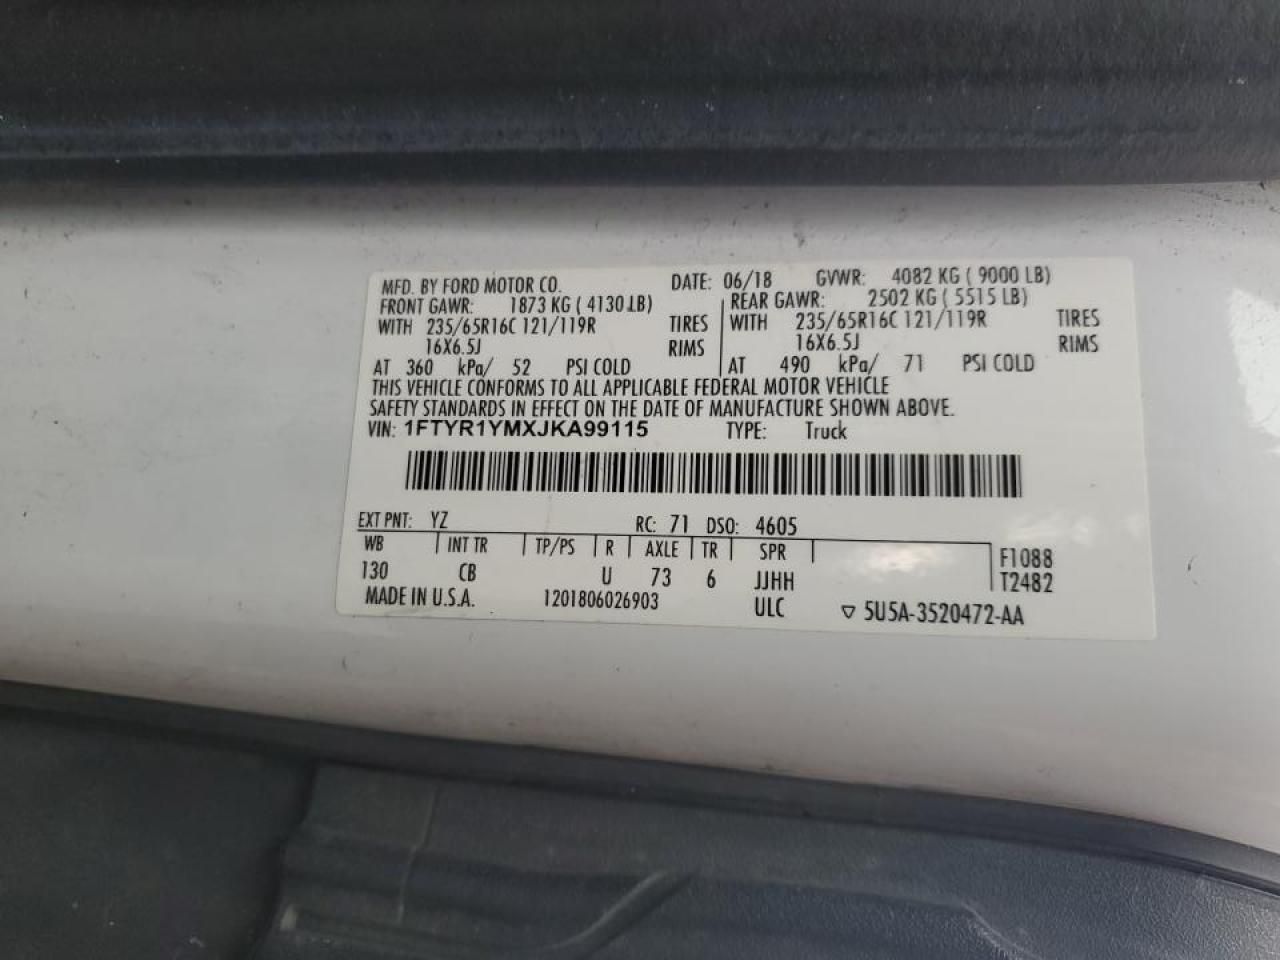 MFD. BY FORD MOTOR CO. DATE: 06/18 GVWR: 4082 KG ( 9000 LB)
FRONT GAWR: 1873 KG ( 4130 LB) REAR GAWR: 2502 KG ( 5515 LB)
WITH 235/65R16C 121/119R TIRES WITH 235/65R16C 121/119R TIRES
16X6.5J RIMS 16X6.5J RIMS
AT 360 kPa/ 52 PSI COLD AT 490 kPa/ 71 PSI COLD
THIS VEHICLE CONFORMS TO ALL APPLICABLE FEDERAL MOTOR VEHICLE
SAFETY STANDARDS IN EFFECT ON THE DATE OF MANUFACTURE SHOWN ABOVE.
VIN: 1FTYR1YMXJKA99115 TYPE: Truck
EXT PNT: YZ RC: 71 DSO: 4605
WB INT TR TP/PS R AXLE TR SPR F1088
130 CB U 73 6 JJHH T2482
MADE IN U.S.A. 1201806026903 ULC ▽ 5U5A-3520472-AA